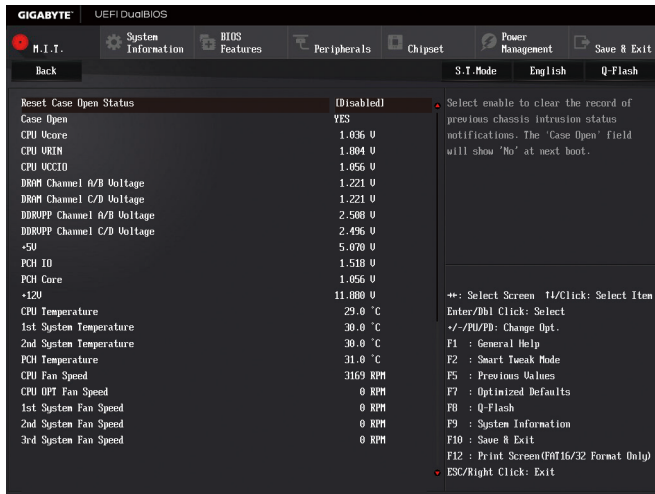 GIGABYTE™ UEFI DualBIOS
M.I.T. System Information BIOS Features Peripherals Chipset Power Management Save & Exit
Back S.T.Mode English Q-Flash
Reset Case Open Status [Disabled]
Case Open YES
CPU Vcore 1.036 V
CPU VRIN 1.804 V
CPU VCCIO 1.056 V
DRAM Channel A/B Voltage 1.221 V
DRAM Channel C/D Voltage 1.221 V
DDRVPP Channel A/B Voltage 2.508 V
DDRVPP Channel C/D Voltage 2.496 V
+5V 5.070 V
PCH IO 1.518 V
PCH Core 1.056 V
+12V 11.880 V
CPU Temperature 29.0 °C
1st System Temperature 30.0 °C
2nd System Temperature 30.0 °C
PCH Temperature 31.0 °C
CPU Fan Speed 3169 RPM
CPU OPT Fan Speed 0 RPM
1st System Fan Speed 0 RPM
2nd System Fan Speed 0 RPM
3rd System Fan Speed 0 RPM
Select enable to clear the record of
previous chassis intrusion status
notifications. The 'Case Open' field
will show 'No' at next boot.
→←: Select Screen ↑↓/Click: Select Item
Enter/Dbl Click: Select
+/-/PU/PD: Change Opt.
F1 : General Help
F2 : Smart Tweak Mode
F5 : Previous Values
F7 : Optimized Defaults
F8 : Q-Flash
F9 : System Information
F10 : Save & Exit
F12 : Print Screen(FAT16/32 Format Only)
ESC/Right Click: Exit